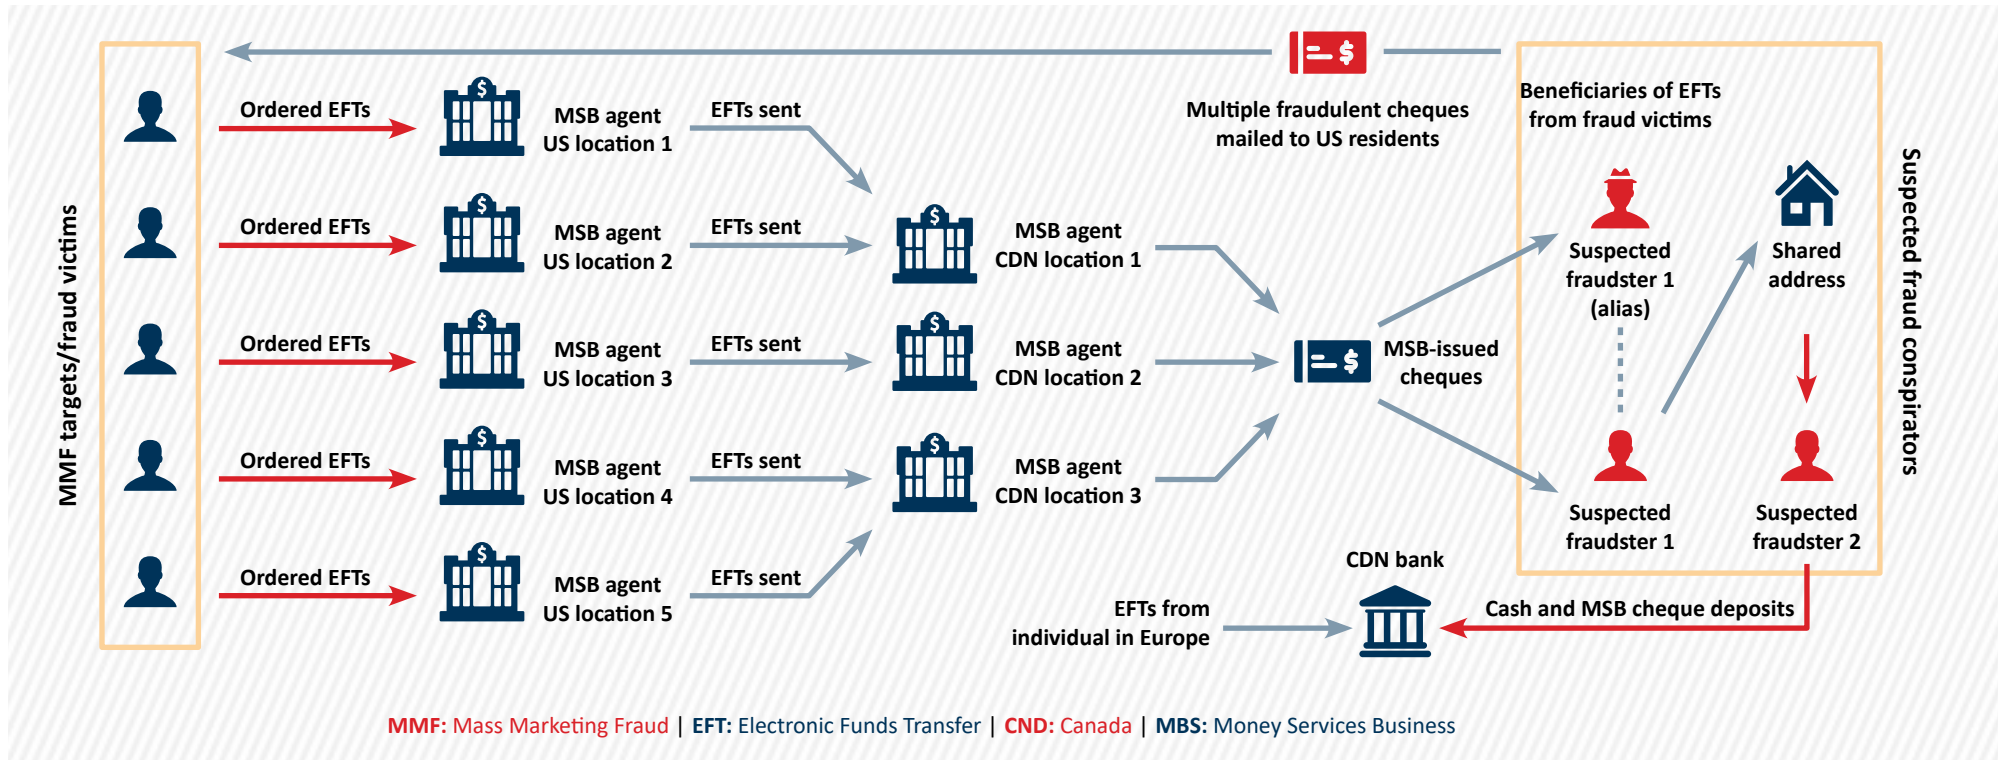 MMF targets/fraud victims
Ordered EFTs
MSB agent
US location 1
EFTs sent
Ordered EFTs
MSB agent
US location 2
EFTs sent
Ordered EFTs
MSB agent
US location 3
EFTs sent
Ordered EFTs
MSB agent
US location 4
EFTs sent
Ordered EFTs
MSB agent
US location 5
EFTs sent
MSB agent
CDN location 1
MSB agent
CDN location 2
MSB agent
CDN location 3
Multiple fraudulent cheques
mailed to US residents
MSB-issued
cheques
Beneficiaries of EFTs
from fraud victims
Suspected
fraudster 1
(alias)
Shared
address
Suspected
fraudster 1
Suspected
fraudster 2
Suspected fraud conspirators
CDN bank
EFTs from
individual in Europe
Cash and MSB cheque deposits
MMF: Mass Marketing Fraud | EFT: Electronic Funds Transfer | CND: Canada | MBS: Money Services Business